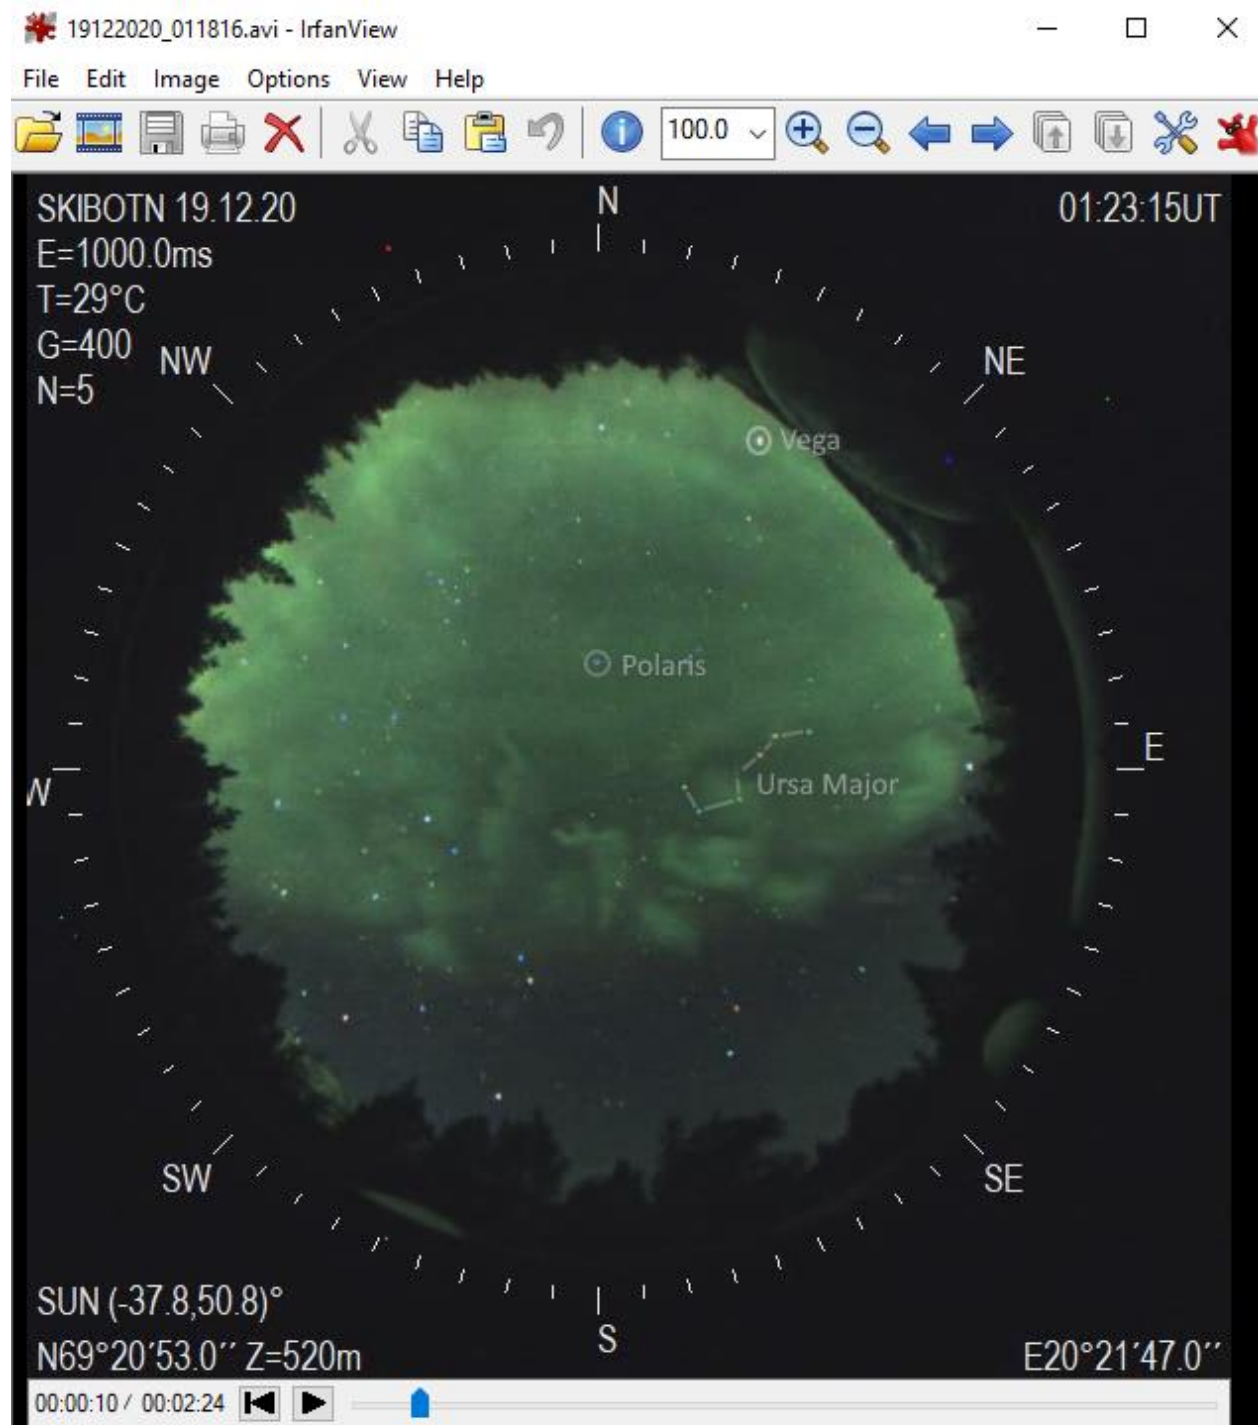 19122020_011816.avi - IrfanView
File Edit Image Options View Help
100.0
SKIBOTN 19.12.20 N 01:23:15UT
E=1000.0ms
T=29°C
G=400
NW NE
N=5
Vega
Polaris
E
Ursa Major
W
SW SE
SUN (-37.8,50.8)°
S
N69°20´53.0´´ Z=520m E20°21´47.0´´
00:00:10 / 00:02:24